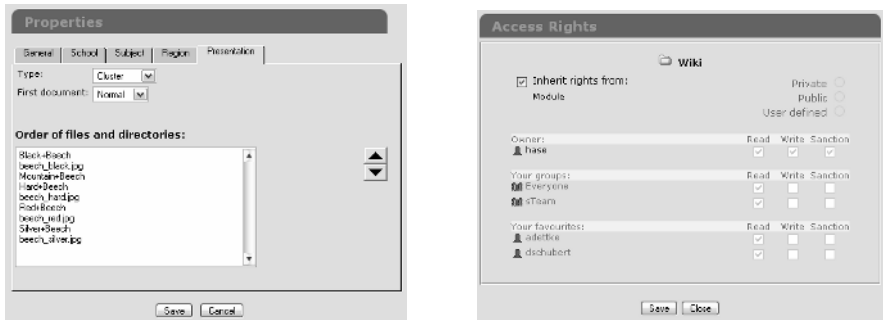 Properties
General School Subject Region Presentation
Type: Cluster
First document: Normal
Order of files and directories:
Black+Beech
beech_black.jpg
Mountain+Beech
Hard+Beech
beech_hard.jpg
Red+Beech
beech_red.jpg
Silver+Beech
beech_silver.jpg
Save Cancel
Access Rights
Wiki
Inherit rights from:
Module
Private
Public
User defined
Owner: Read Write Sanction
hase
Your groups: Read Write Sanction
Everyone
sTeam
Your favourites: Read Write Sanction
adettke
dschubert
Save Close